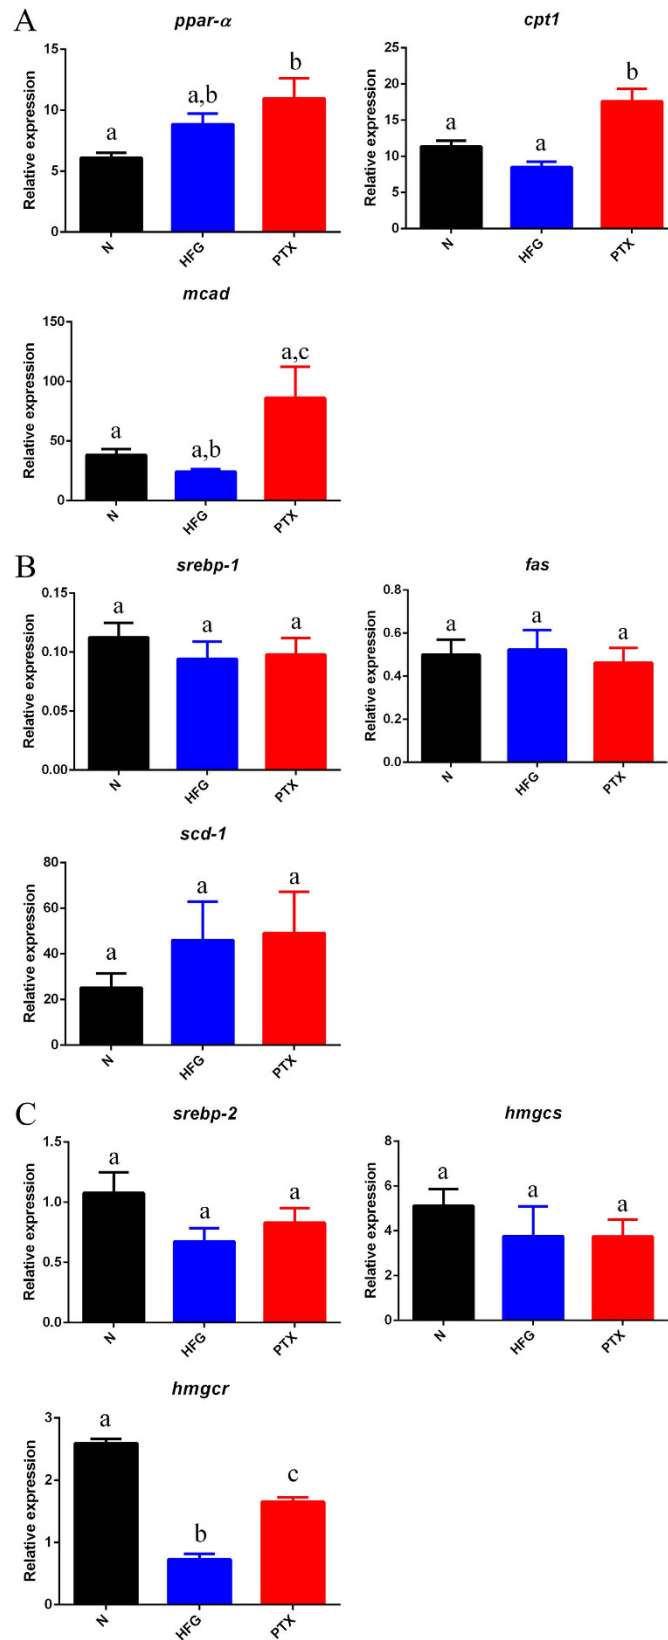 A
ppar-α
Relative expression
15
10
5
0
a
a,b
b
N
HFG
PTX
cpt1
Relative expression
25
20
15
10
5
0
a
a
b
N
HFG
PTX
mcad
Relative expression
150
100
50
0
a
a,b
a,c
N
HFG
PTX
B
srebp-1
Relative expression
0.15
0.10
0.05
0.00
a
a
a
N
HFG
PTX
fas
Relative expression
0.8
0.6
0.4
0.2
0.0
a
a
a
N
HFG
PTX
scd-1
Relative expression
80
60
40
20
0
a
a
a
N
HFG
PTX
C
srebp-2
Relative expression
1.5
1.0
0.5
0.0
a
a
a
N
HFG
PTX
hmgcs
Relative expression
8
6
4
2
0
a
a
a
N
HFG
PTX
hmgcr
Relative expression
3
2
1
0
a
b
c
N
HFG
PTX